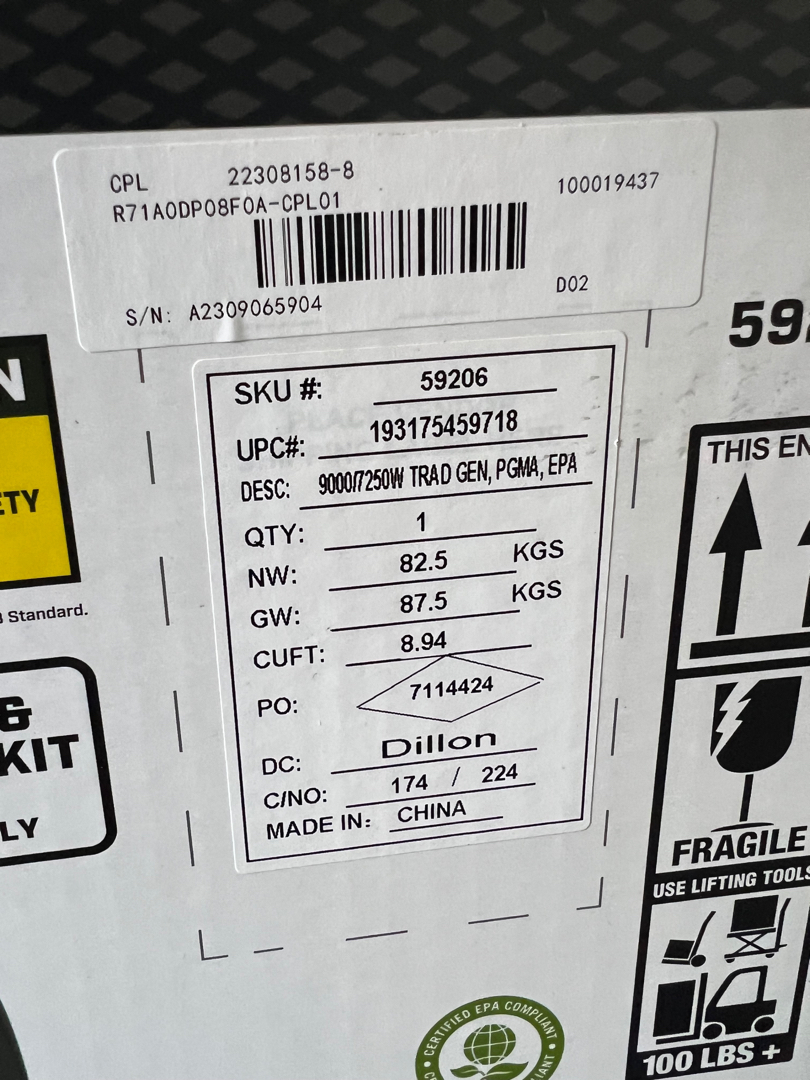 CPL 22308158-8
R71A0DP08F0A-CPL01
100019437
S/N: A2309065904
D02
N
ETY
Standard.
&
KIT
LY
SKU #: 59206
UPC#: 193175459718
DESC: 9000/7250W TRAD GEN, PGMA, EPA
QTY: 1
NW: 82.5 KGS
GW: 87.5 KGS
CUFT: 8.94
PO: 7114424
DC: Dillon
C/NO: 174 / 224
MADE IN: CHINA
59
THIS EN
FRAGILE
USE LIFTING TOOLS
100 LBS +
CERTIFIED EPA COMPLIANT